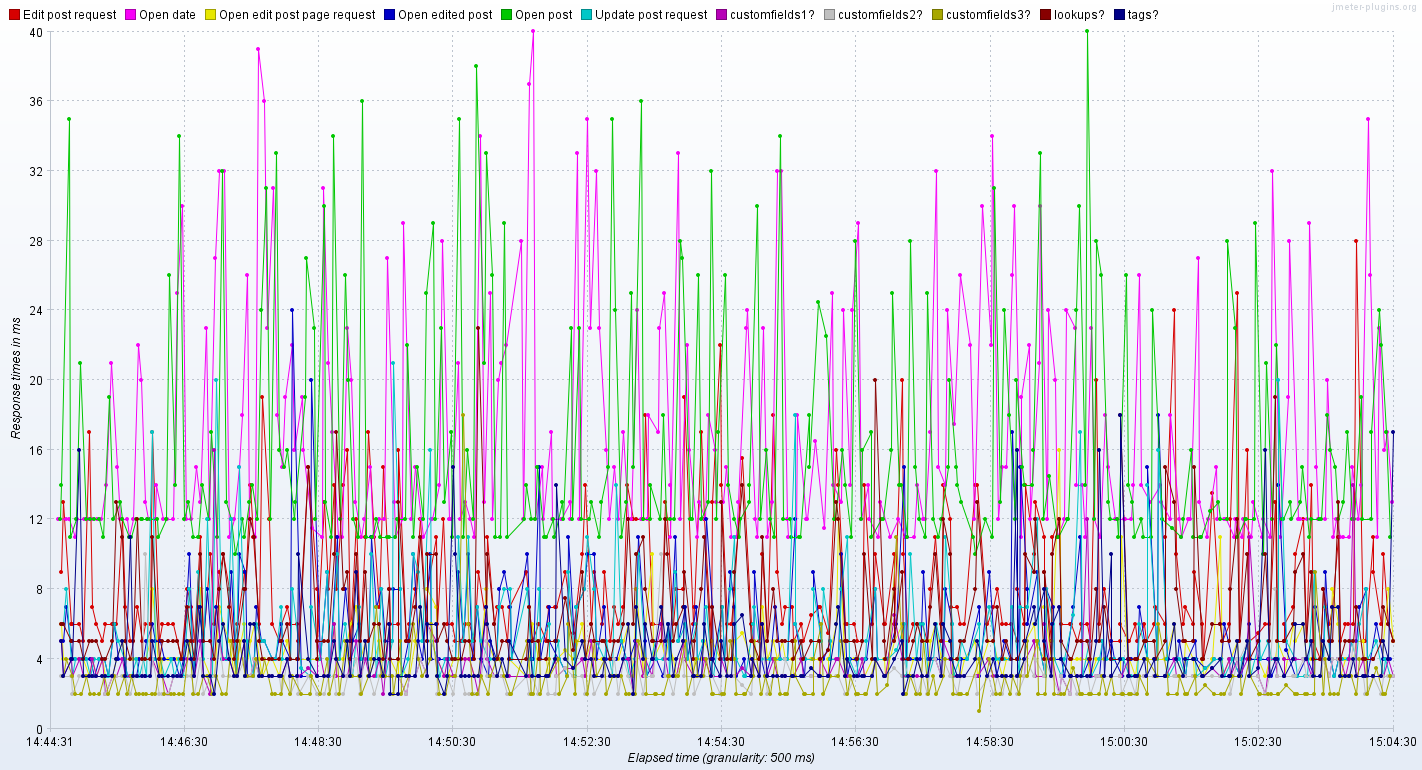 Edit post request Open date Open edit post page request Open edited post Open post Update post request customfields1? customfields2? customfields3? lookups? tags?
jmeter-plugins.org
40
36
32
28
24
20
16
12
8
4
0
Response times in ms
14:44:31 14:46:30 14:48:30 14:50:30 14:52:30 14:54:30 14:56:30 14:58:30 15:00:30 15:02:30 15:04:30
Elapsed time (granularity: 500 ms)